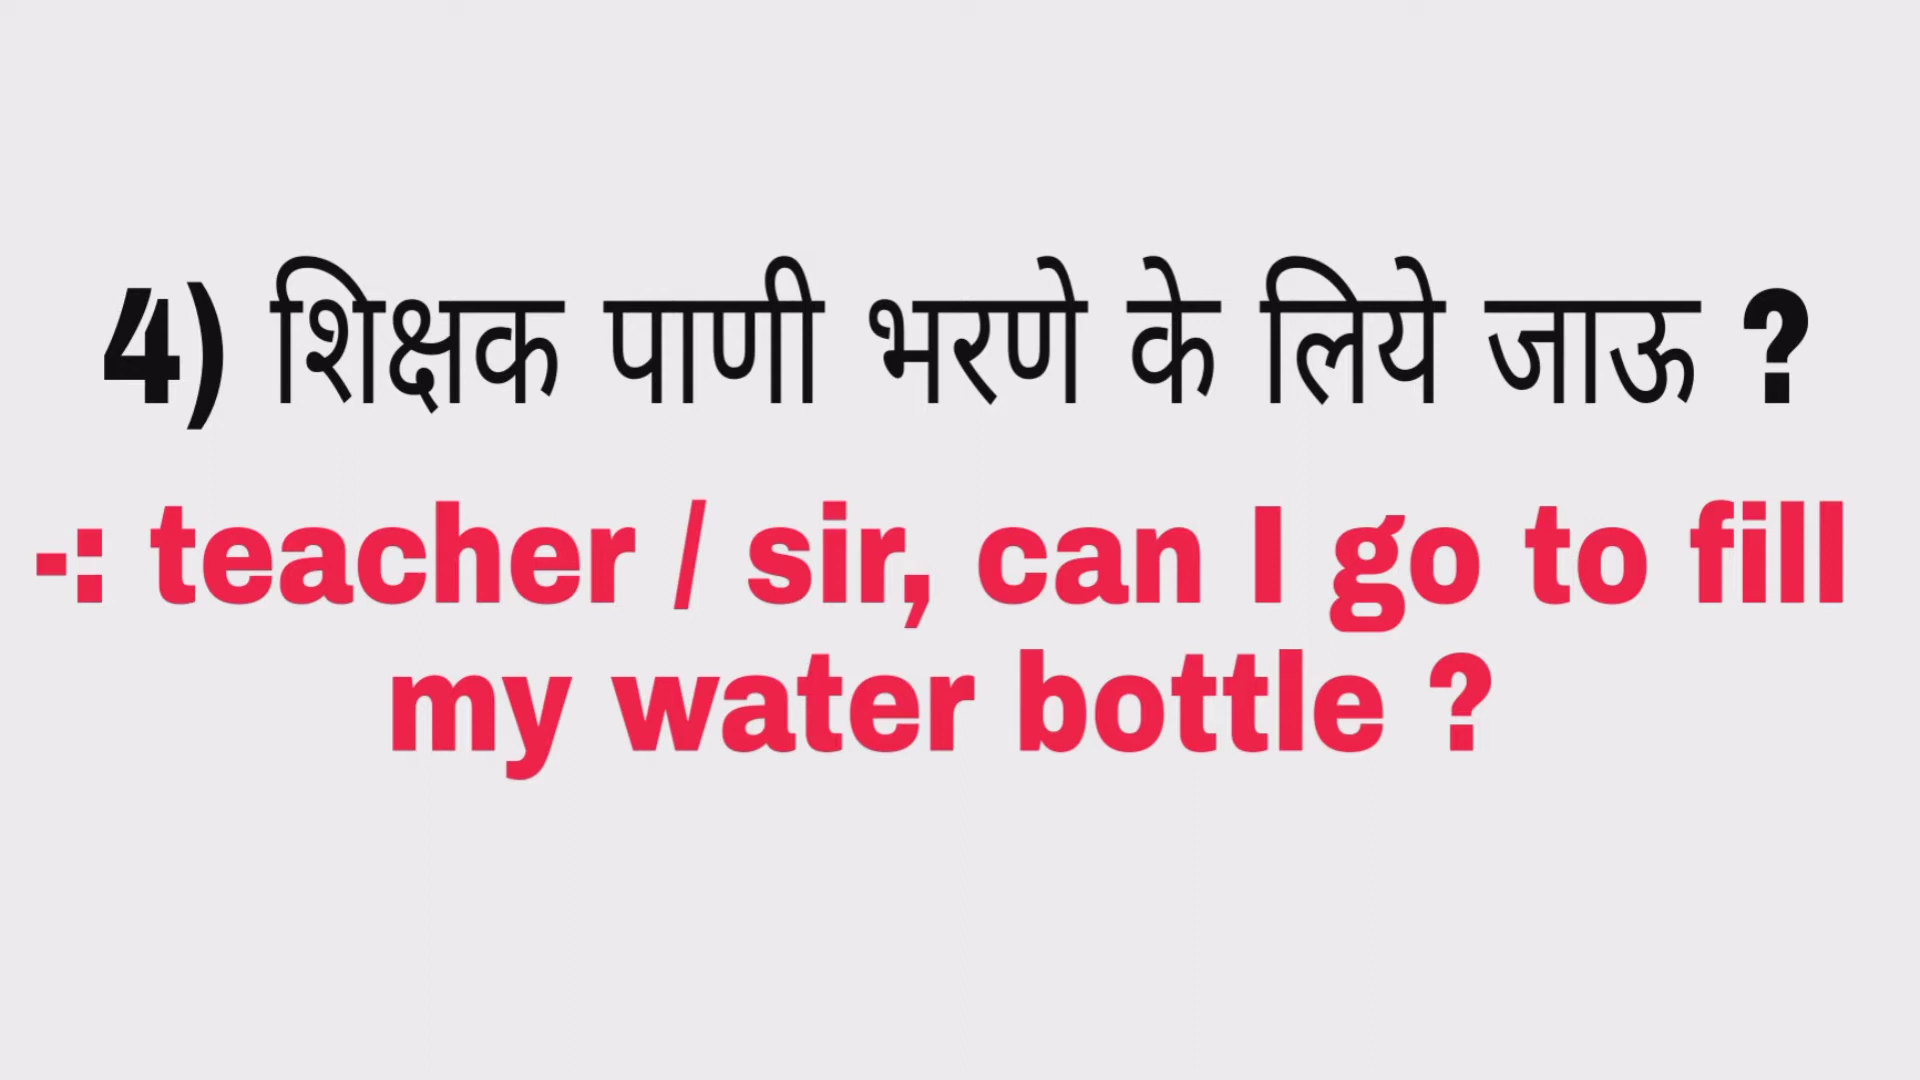 4) शिक्षक पाणी भरणे के लिये जाऊ ?
-: teacher / sir, can I go to fill
my water bottle ?